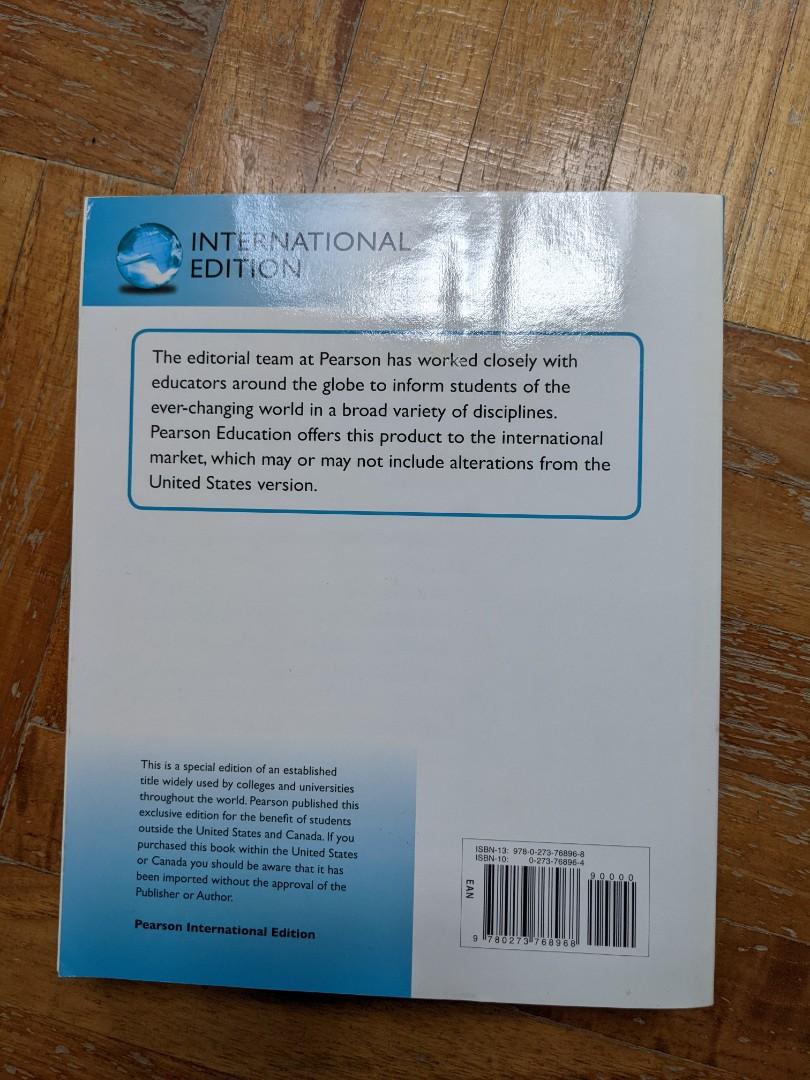 INTERNATIONAL
EDITION
The editorial team at Pearson has worked closely with
educators around the globe to inform students of the
ever-changing world in a broad variety of disciplines.
Pearson Education offers this product to the international
market, which may or may not include alterations from the
United States version.
This is a special edition of an established
title widely used by colleges and universities
throughout the world. Pearson published this
exclusive edition for the benefit of students
outside the United States and Canada. If you
purchased this book within the United States
or Canada you should be aware that it has
been imported without the approval of the
Publisher or Author.
Pearson International Edition
ISBN-13: 978-0-273-76896-8
ISBN-10: 0-273-76896-4
90000
EAN
9 780273 768968